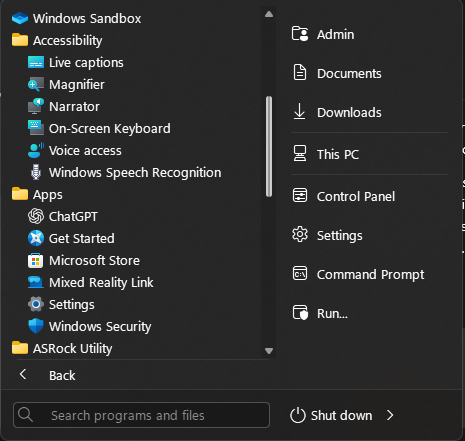 Windows Sandbox
Accessibility
Live captions
Magnifier
Narrator
On-Screen Keyboard
Voice access
Windows Speech Recognition
Apps
ChatGPT
Get Started
Microsoft Store
Mixed Reality Link
Settings
Windows Security
ASRock Utility
Back
Search programs and files
Admin
Documents
Downloads
This PC
Control Panel
Settings
Command Prompt
Run...
Shut down